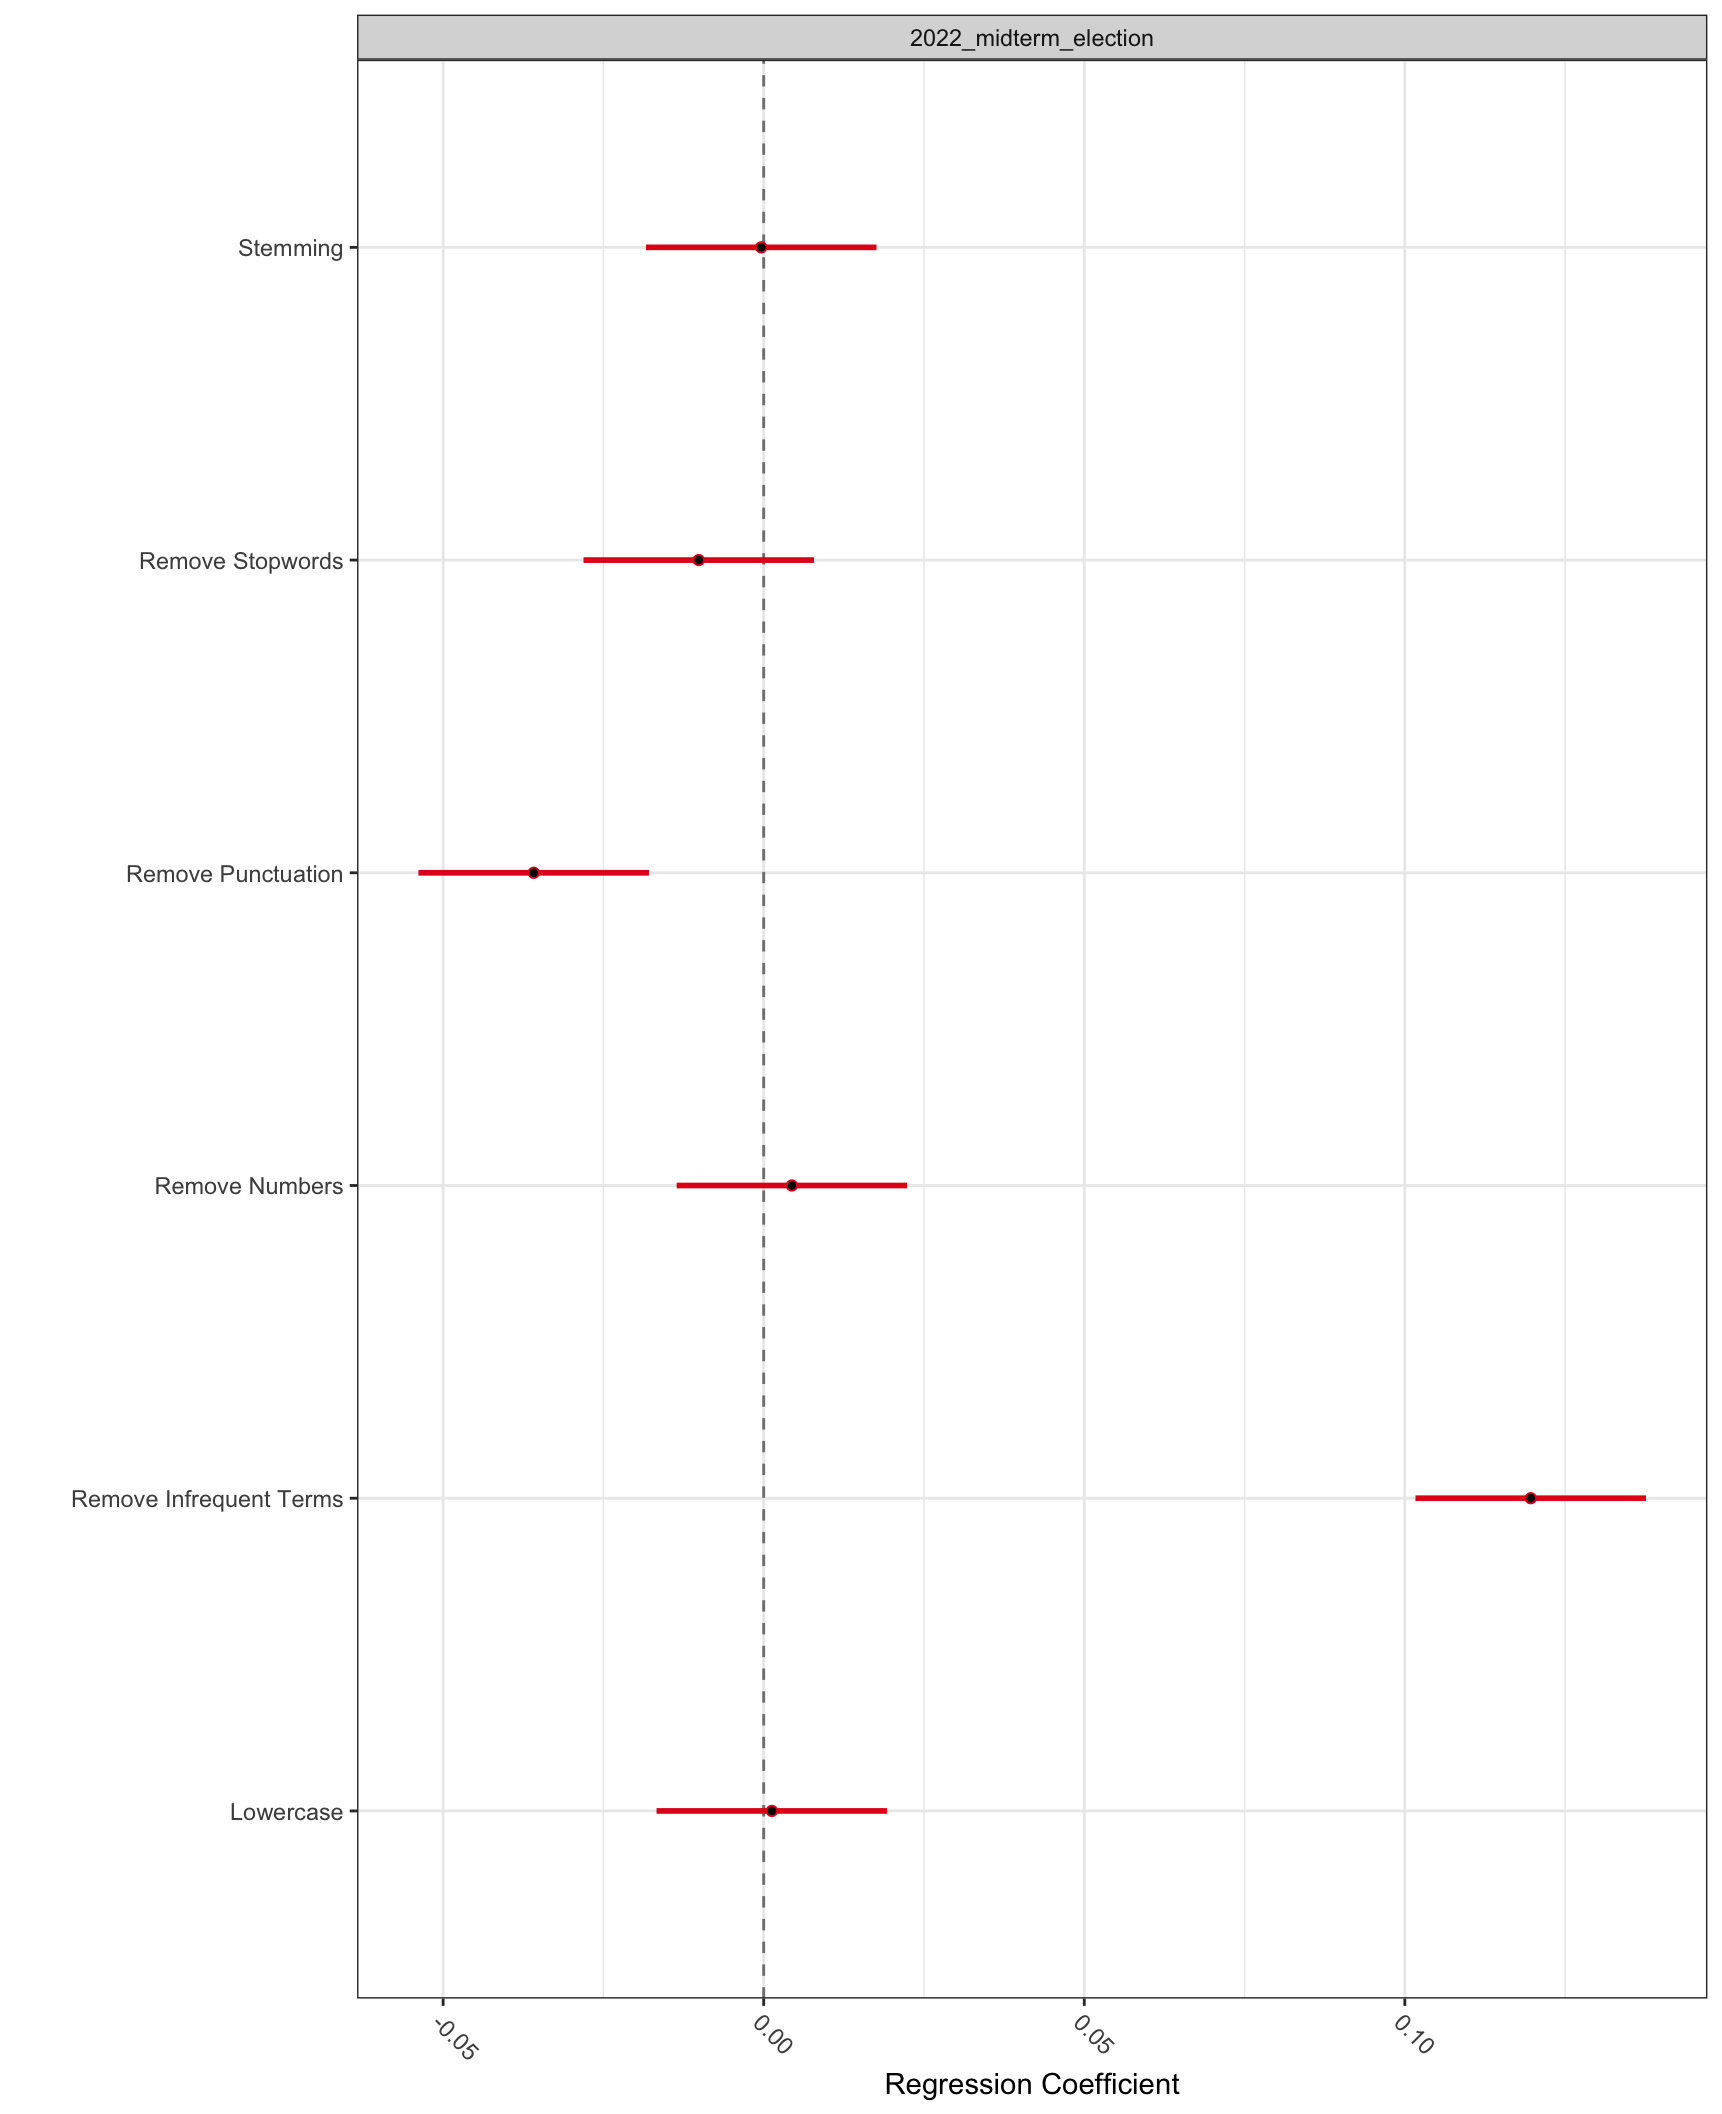 2022_midterm_election
Stemming
Remove Stopwords
Remove Punctuation
Remove Numbers
Remove Infrequent Terms
Lowercase
-0.05
0.00
0.05
0.10
Regression Coefficient